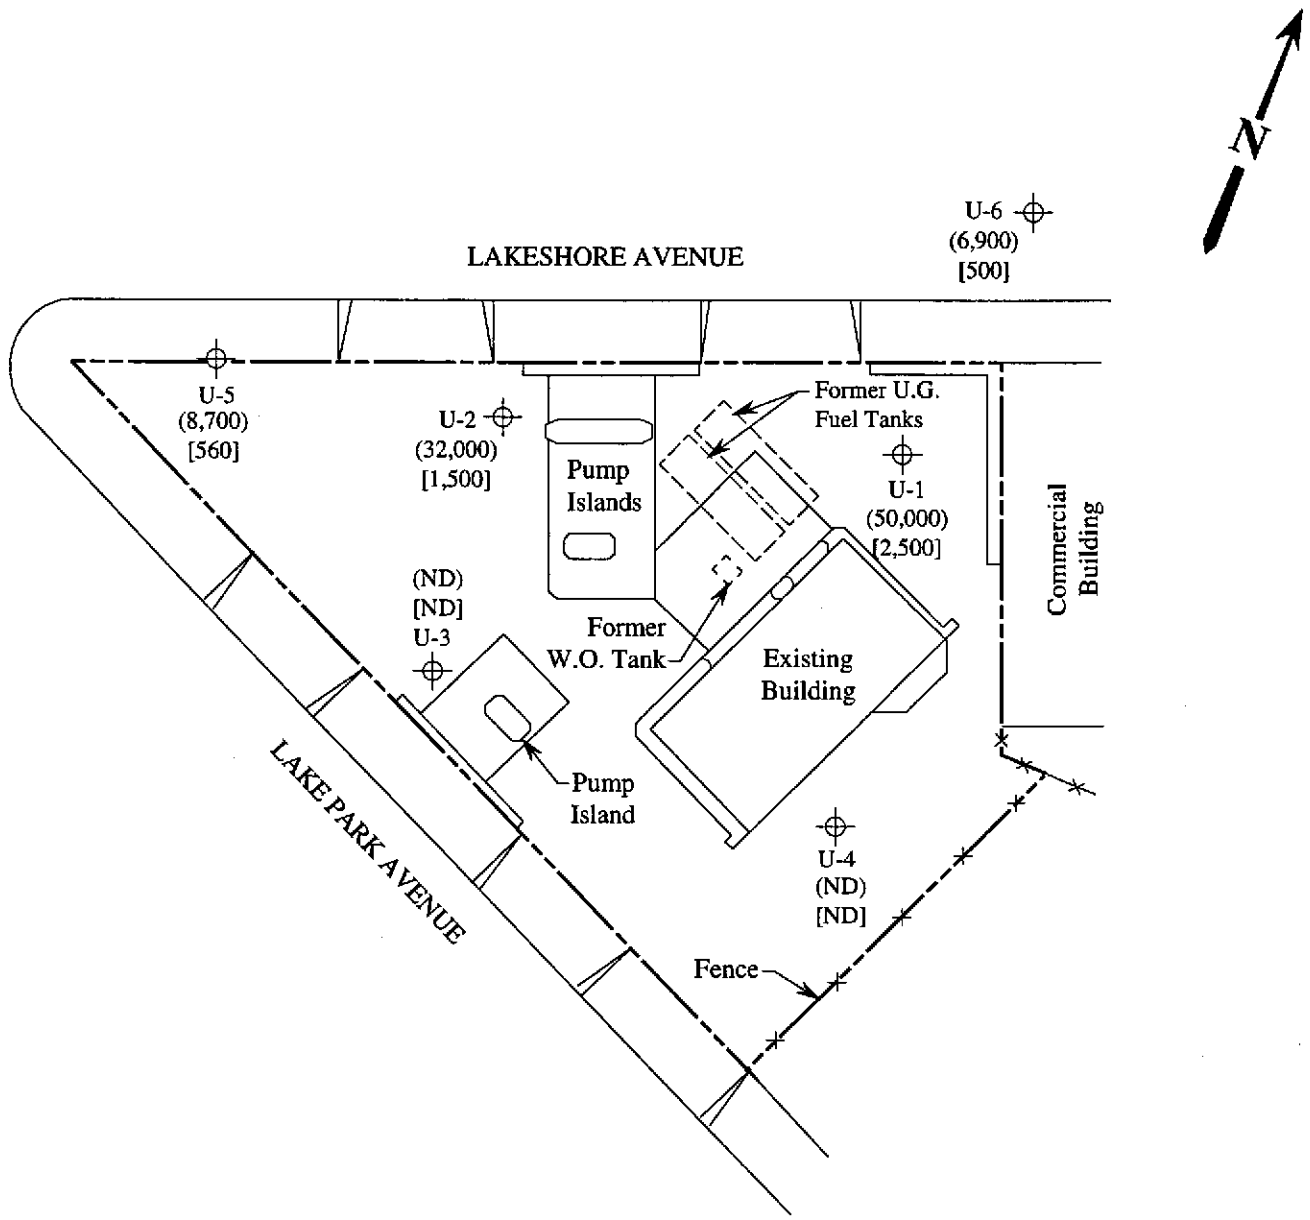 N
U-6
(6,900)
[500]
LAKESHORE AVENUE
U-5
(8,700)
[560]
U-2
(32,000)
[1,500]
Former U.G.
Fuel Tanks
Pump
Islands
U-1
(50,000)
[2,500]
Commercial
Building
(ND)
[ND]
U-3
Former
W.O. Tank
Existing
Building
Pump
Island
LAKE PARK AVENUE
U-4
(ND)
[ND]
Fence